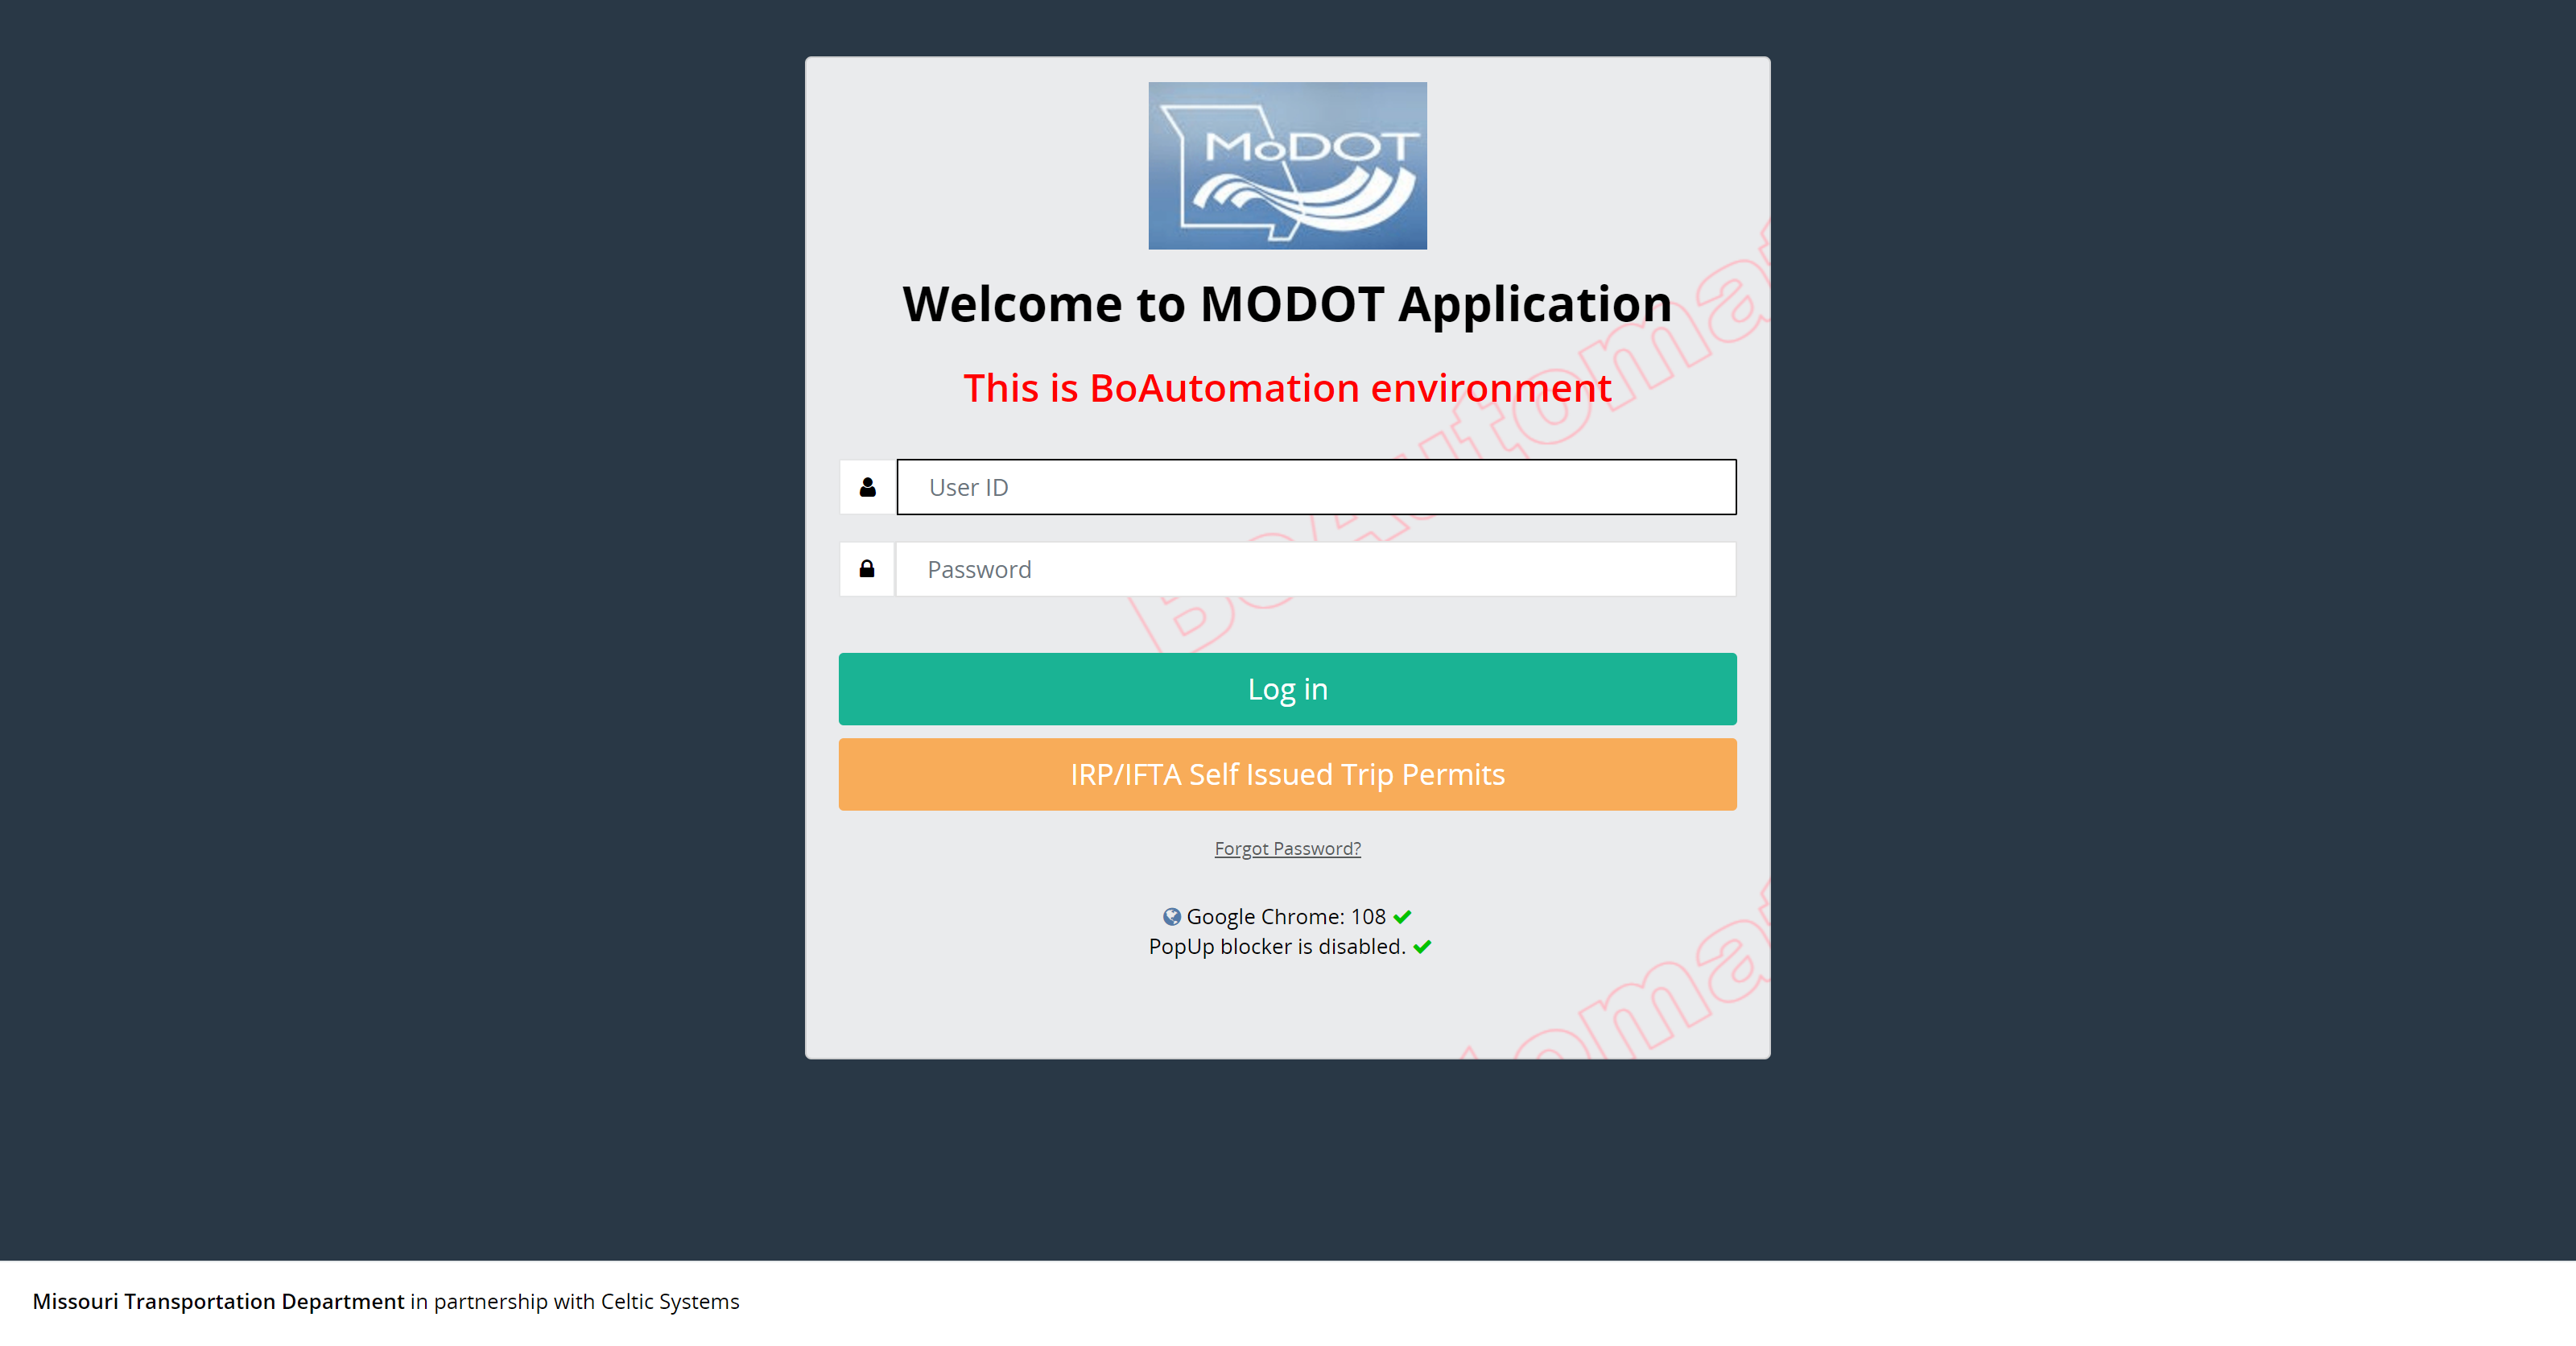 MoDOT
Welcome to MODOT Application
This is BoAutomation environment
User ID
Password
Log in
IRP/IFTA Self Issued Trip Permits
Forgot Password?
Google Chrome: 108
PopUp blocker is disabled.
Missouri Transportation Department in partnership with Celtic Systems